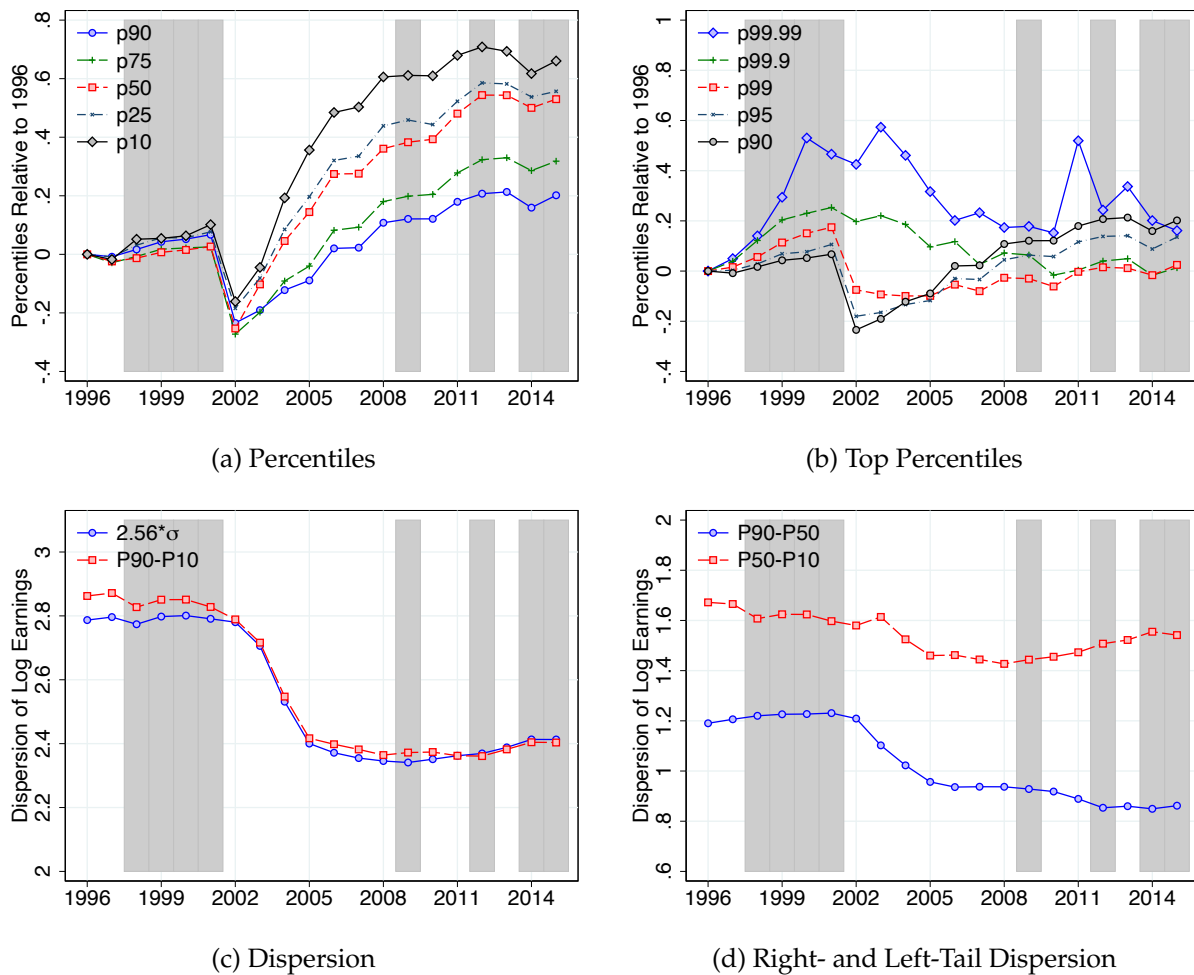 Percentiles Relative to 1996
.8
.6
.4
.2
0
-.2
-.4
p90
p75
p50
p25
p10
1996 1999 2002 2005 2008 2011 2014
(a) Percentiles
Percentiles Relative to 1996
1
.8
.6
.4
.2
0
-.2
-.4
p99.99
p99.9
p99
p95
p90
1996 1999 2002 2005 2008 2011 2014
(b) Top Percentiles
Dispersion of Log Earnings
3
2.8
2.6
2.4
2.2
2
2.56*σ
P90-P10
1996 1999 2002 2005 2008 2011 2014
(c) Dispersion
Dispersion of Log Earnings
2
1.8
1.6
1.4
1.2
1
.8
.6
P90-P50
P50-P10
1996 1999 2002 2005 2008 2011 2014
(d) Right- and Left-Tail Dispersion